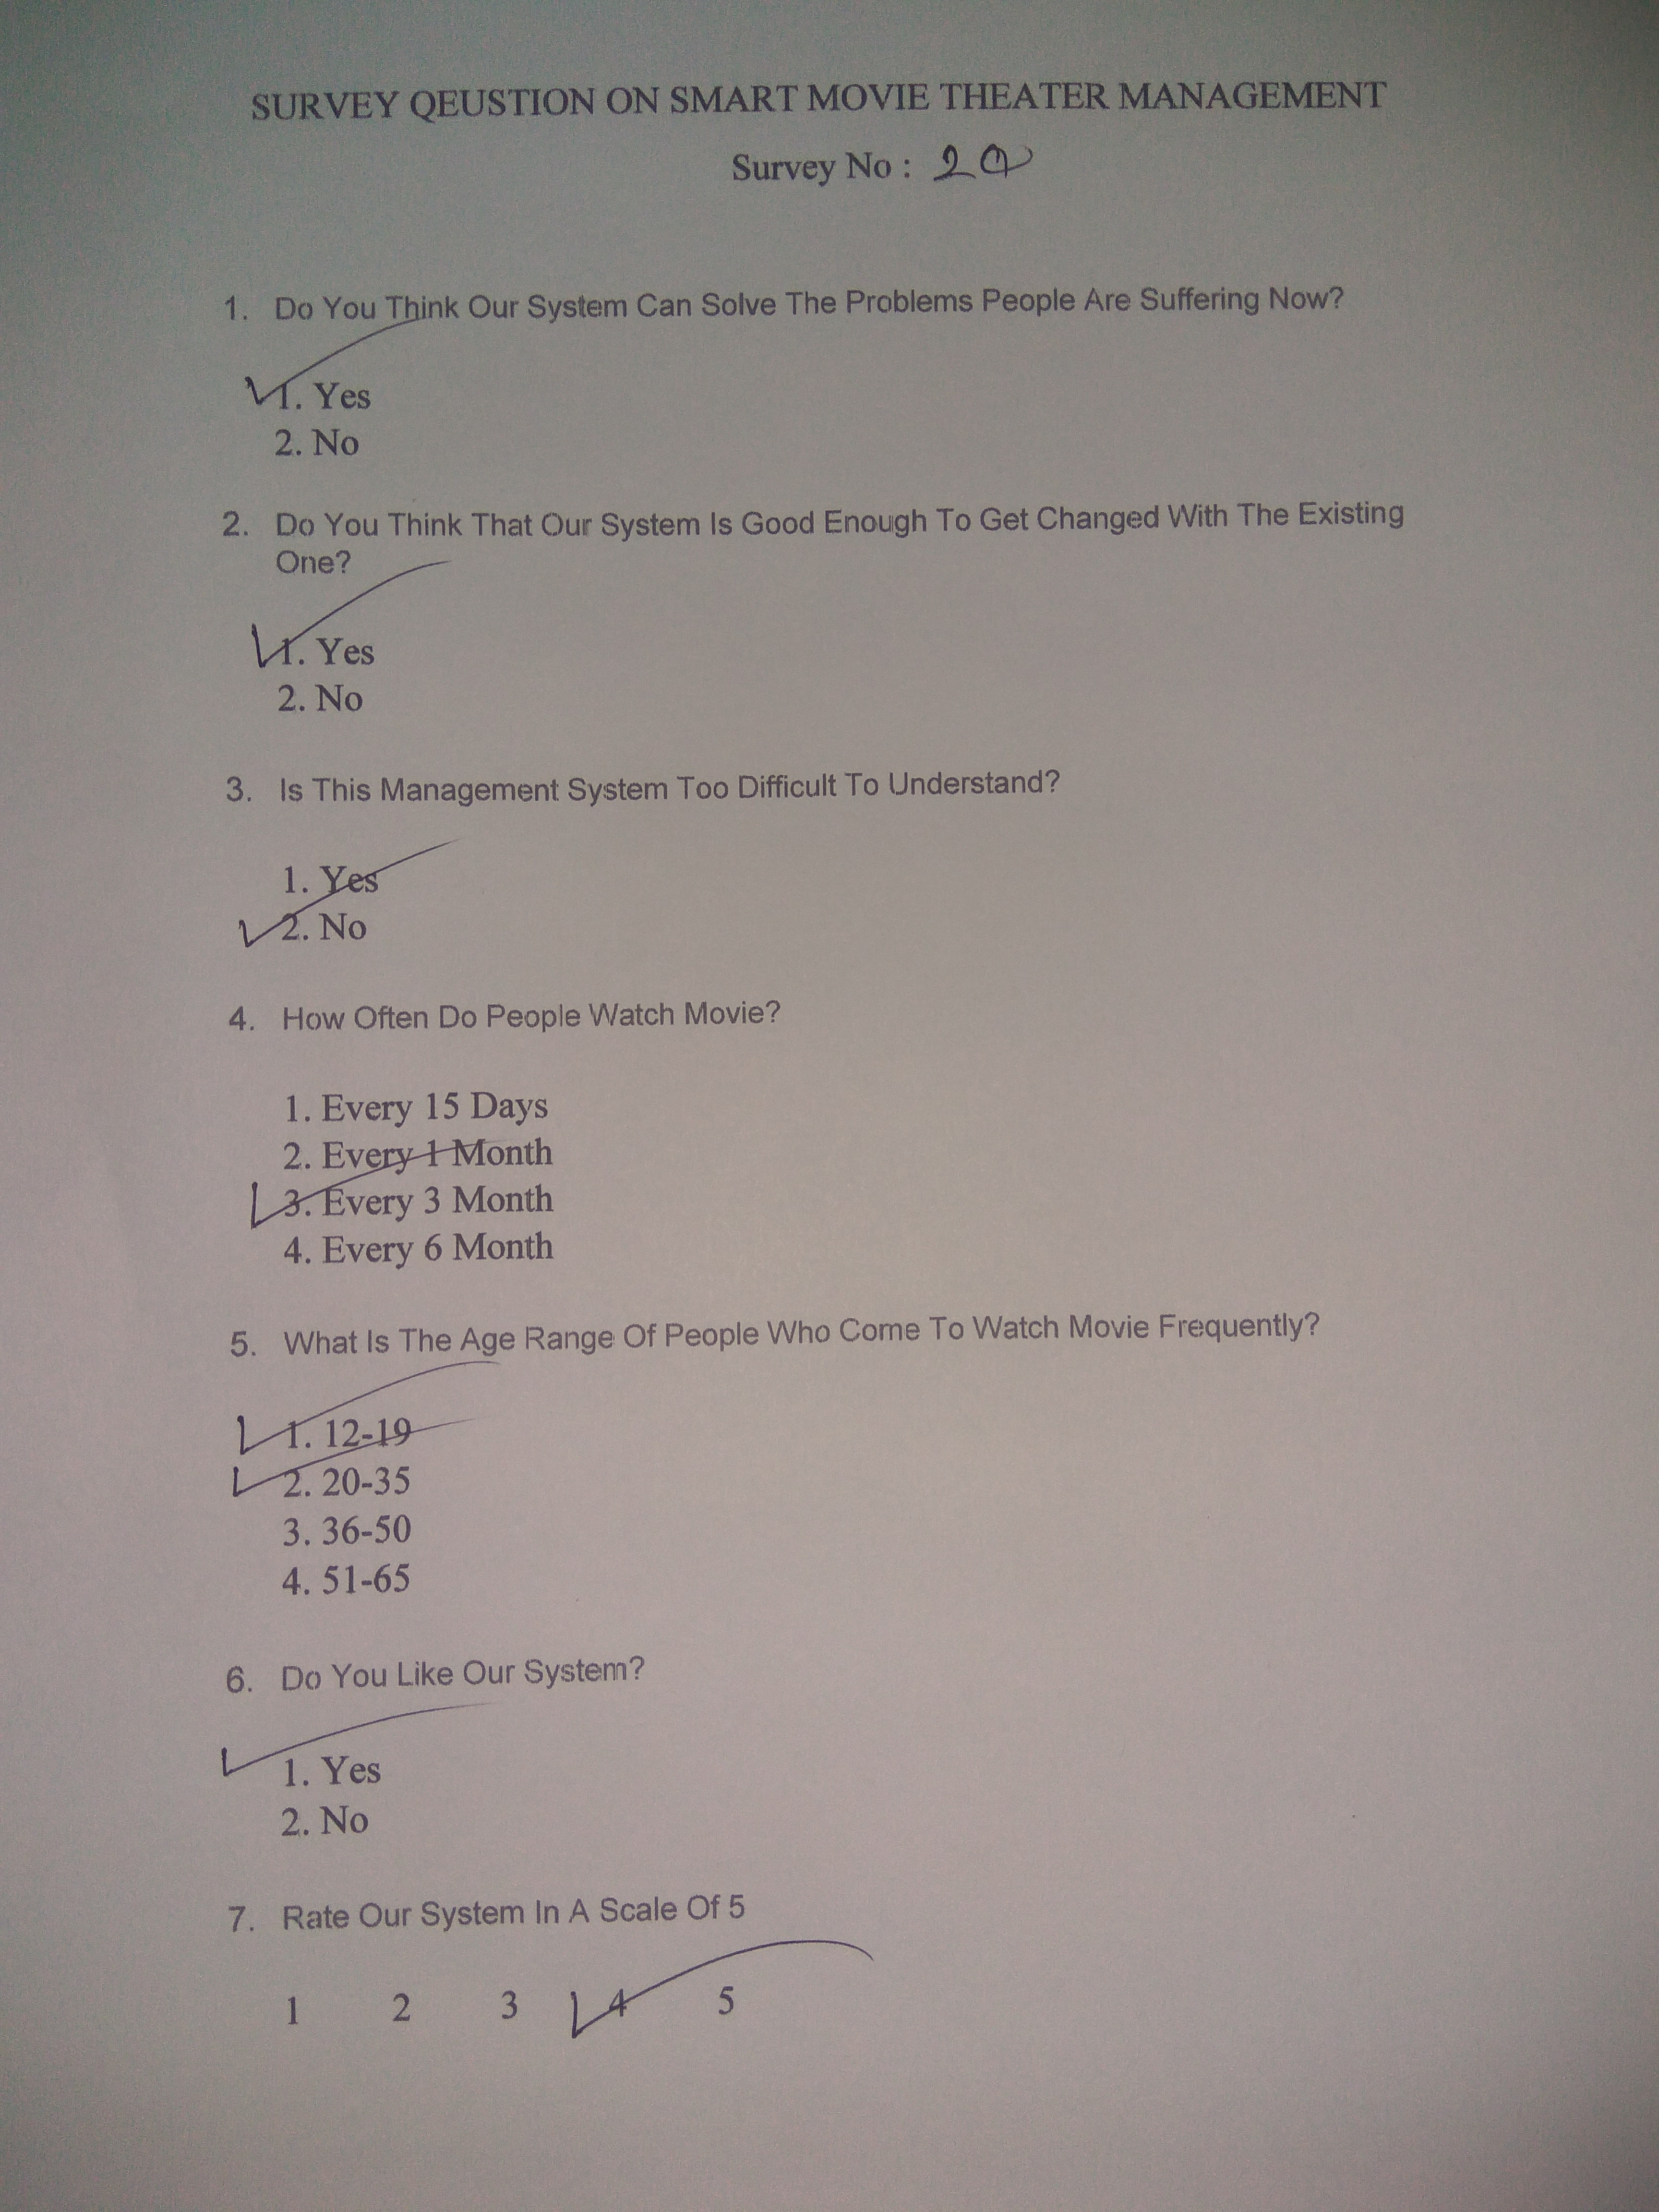 SURVEY QEUSTION ON SMART MOVIE THEATER MANAGEMENT
Survey No :
1. Do You Think Our System Can Solve The Problems People Are Suffering Now?
1. Yes
2. No
2. Do You Think That Our System Is Good Enough To Get Changed With The Existing
One?
1. Yes
2. No
3. Is This Management System Too Difficult To Understand?
1. Yes
2. No
4. How Often Do People Watch Movie?
1. Every 15 Days
2. Every 1 Month
3. Every 3 Month
4. Every 6 Month
5. What Is The Age Range Of People Who Come To Watch Movie Frequently?
1. 12-19
2. 20-35
3. 36-50
4. 51-65
6. Do You Like Our System?
1. Yes
2. No
7. Rate Our System In A Scale Of 5
1 2 3 4 5